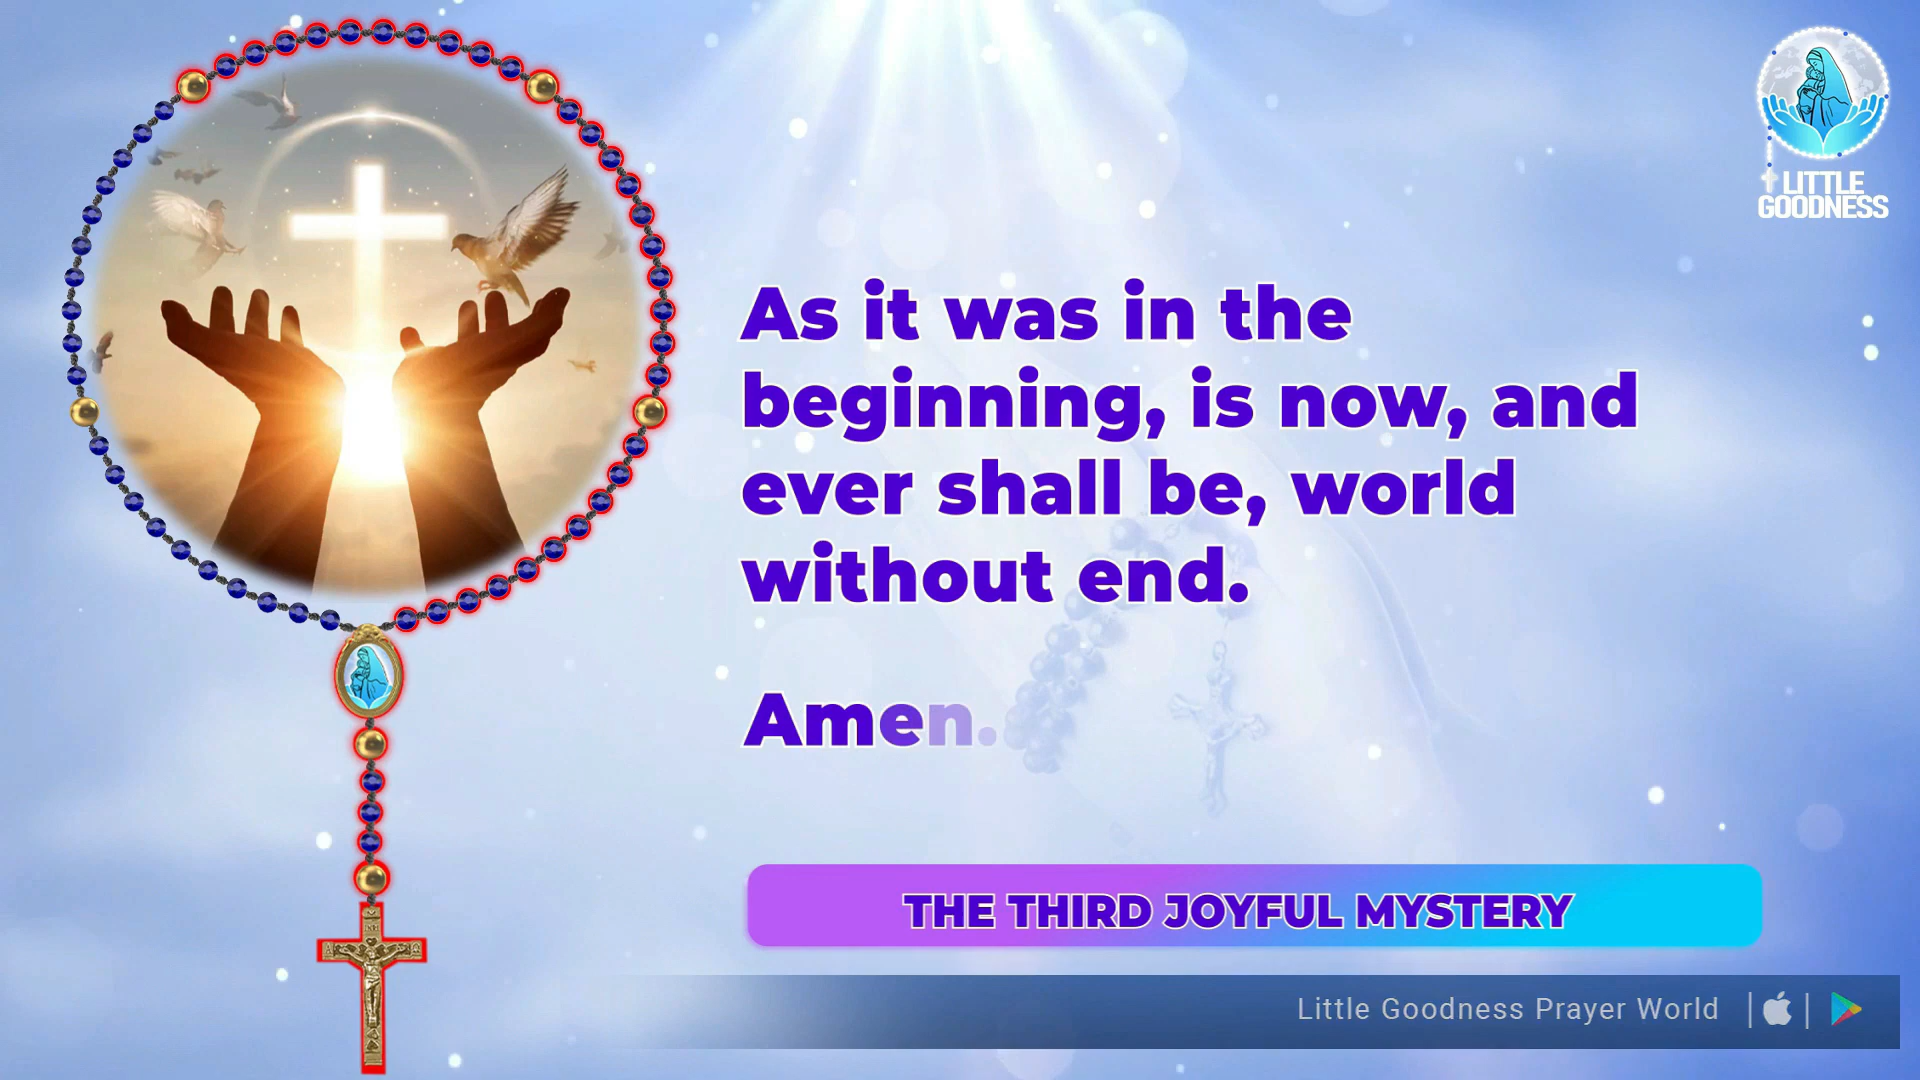 LITTLE
GOODNESS
As it was in the
beginning, is now, and
ever shall be, world
without end.
Amen.
THE THIRD JOYFUL MYSTERY
Little Goodness Prayer World
INRI